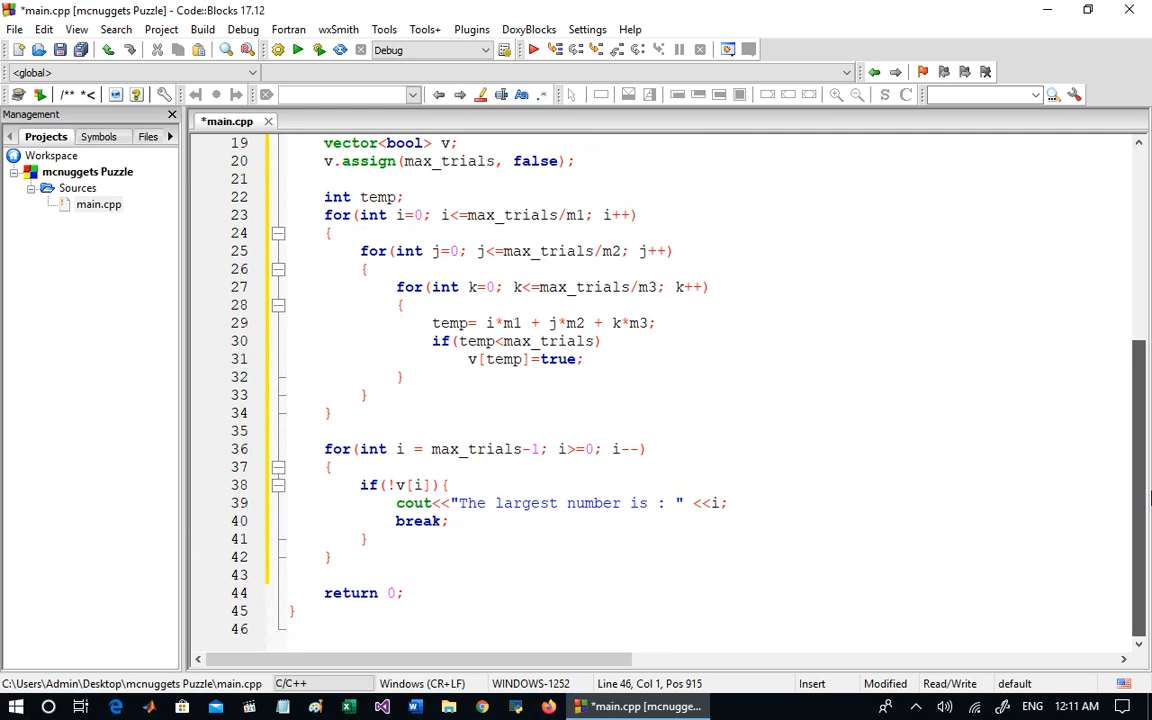 *main.cpp [mcnuggets Puzzle] - Code::Blocks 17.12
File Edit View Search Project Build Debug Fortran wxSmith Tools Tools+ Plugins DoxyBlocks Settings Help
Debug
<global>
/** *<
S C
Management
Projects Symbols Files
*main.cpp
Workspace
mcnuggets Puzzle
Sources
main.cpp
19 vector<bool> v;
20 v.assign(max_trials, false);
21
22 int temp;
23 for(int i=0; i<=max_trials/m1; i++)
24 {
25 for(int j=0; j<=max_trials/m2; j++)
26 {
27 for(int k=0; k<=max_trials/m3; k++)
28 {
29 temp= i*m1 + j*m2 + k*m3;
30 if(temp<max_trials)
31 v[temp]=true;
32 }
33 }
34 }
35
36 for(int i = max_trials-1; i>=0; i--)
37 {
38 if(!v[i]){
39 cout<<"The largest number is : " <<i;
40 break;
41 }
42 }
43
44 return 0;
45 }
46
C:\Users\Admin\Desktop\mcnuggets Puzzle\main.cpp C/C++ Windows (CR+LF) WINDOWS-1252 Line 46, Col 1, Pos 915 Insert Modified Read/Write default
*main.cpp [mcnugge... ENG 12:11 AM